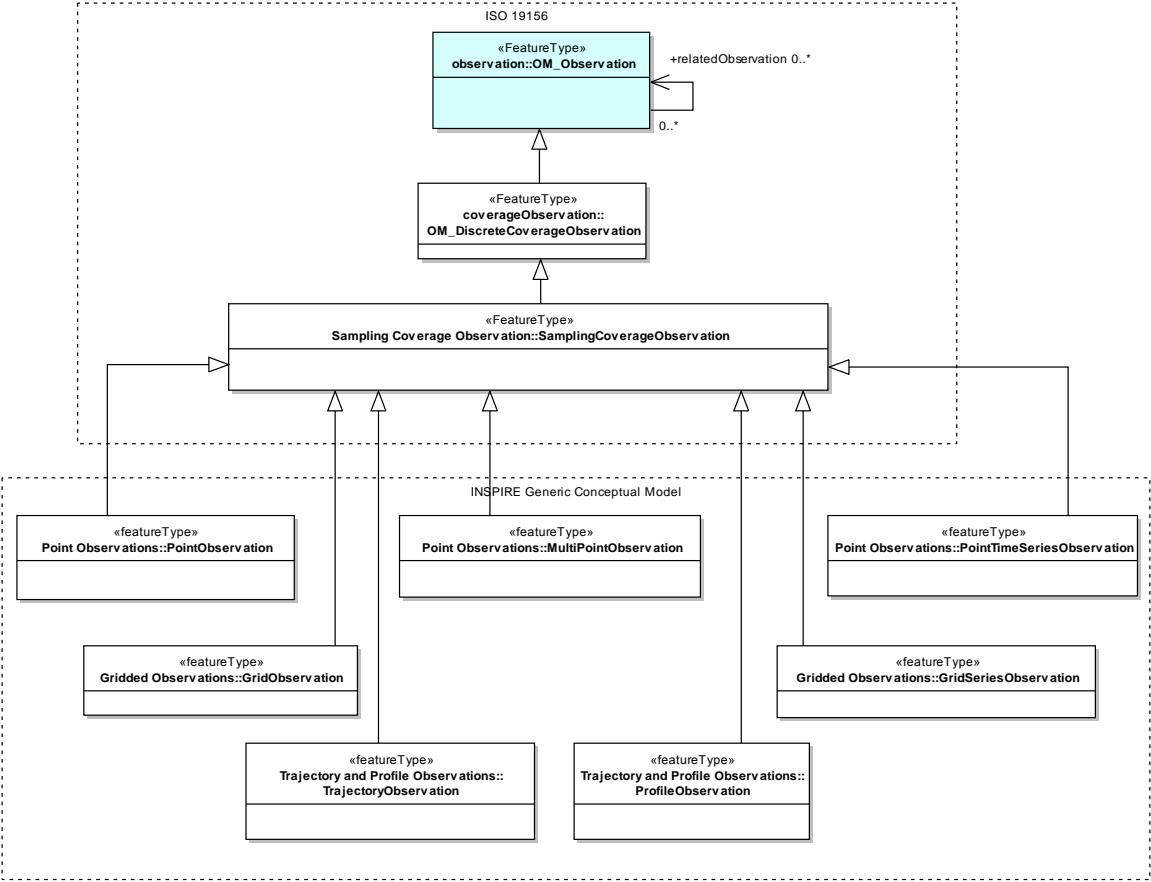 ISO 19156
«FeatureType»
observation::OM_Observation
+relatedObservation 0..*
0..*
«FeatureType»
coverageObservation::
OM_DiscreteCoverageObservation
«FeatureType»
Sampling Coverage Observation::SamplingCoverageObservation
INSPIRE Generic Conceptual Model
«featureType»
Point Observations::PointObservation
«featureType»
Point Observations::MultiPointObservation
«featureType»
Point Observations::PointTimeSeriesObservation
«featureType»
Gridded Observations::GridObservation
«featureType»
Gridded Observations::GridSeriesObservation
«featureType»
Trajectory and Profile Observations::
TrajectoryObservation
«featureType»
Trajectory and Profile Observations::
ProfileObservation